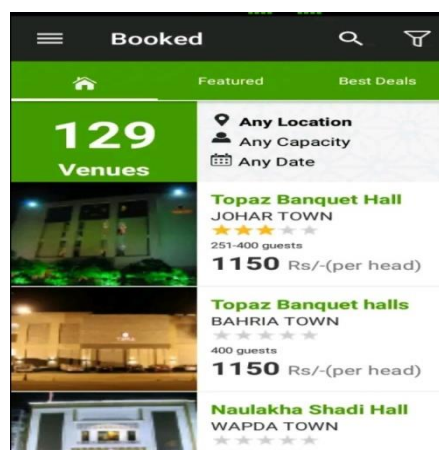 Booked
Featured
Best Deals
129
Venues
Any Location
Any Capacity
Any Date
Topaz Banquet Hall
JOHAR TOWN
251-400 guests
1150 Rs/-(per head)
Topaz Banquet halls
BAHRIA TOWN
400 guests
1150 Rs/-(per head)
Naulakha Shadi Hall
WAPDA TOWN